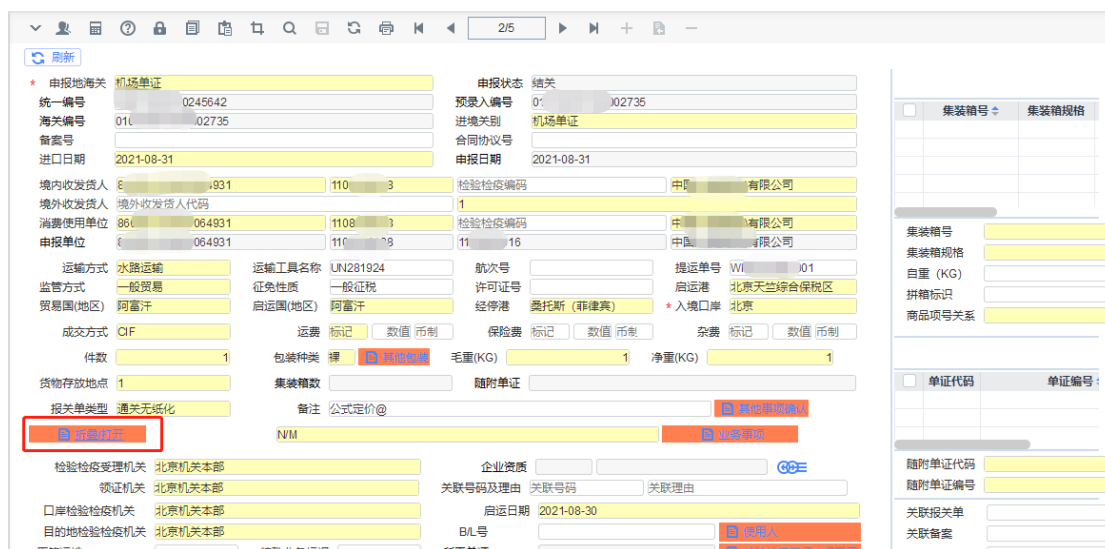 2/5
刷新
* 申报地海关 机场单证 申报状态 结关
统一编号 0245642 预录入编号 01 002735
海关编号 010 02735 进境关别 机场单证
备案号 合同协议号
进口日期 2021-08-31 申报日期 2021-08-31
境内收发货人 8 4931 110 3 检验检疫编码 中国 有限公司
境外收发货人 境外收发货人代码 1
消费使用单位 86 064931 1108 3 检验检疫编码 中 有限公司
申报单位 064931 110 08 11 16 中国 有限公司
运输方式 水路运输 运输工具名称 UN281924 航次号 提运单号 WI 001
监管方式 一般贸易 征免性质 一般征税 许可证号 启运港 北京天竺综合保税区
贸易国(地区) 阿富汗 启运国(地区) 阿富汗 经停港 桑托斯（菲律宾） * 入境口岸 北京
成交方式 CIF 运费 标记 数值 币制 保险费 标记 数值 币制 杂费 标记 数值 币制
件数 1 包装种类 裸 其他包装 毛重(KG) 1 净重(KG) 1
货物存放地点 1 集装箱数 随附单证
报关单类型 通关无纸化 备注 公式定价@ 其他事项确认
折叠/打开 N/M 业务事项
检验检疫受理机关 北京机关本部 企业资质
领证机关 北京机关本部 关联号码及理由 关联号码 关联理由
口岸检验检疫机关 北京机关本部 启运日期 2021-08-30
目的地检验检疫机关 北京机关本部 B/L号 使用人
集装箱号 集装箱规格
集装箱号
集装箱规格
自重（KG）
拼箱标识
商品项号关系
单证代码 单证编号
随附单证代码
随附单证编号
关联报关单
关联备案